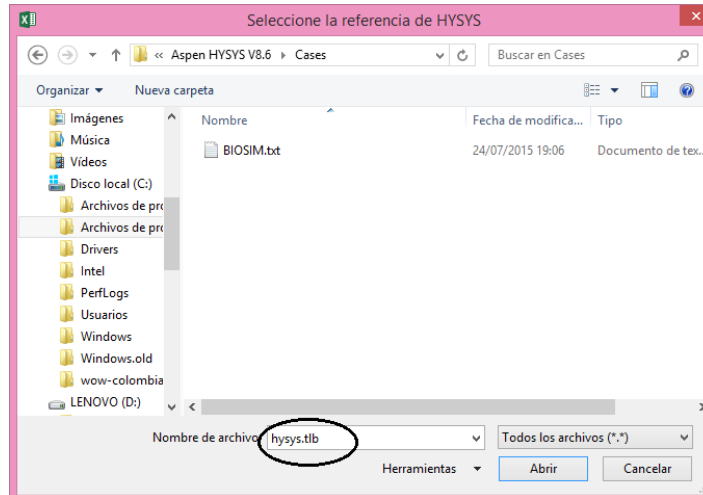 Seleccione la referencia de HYSYS
« Aspen HYSYS V8.6 Cases Buscar en Cases
Organizar Nueva carpeta
Imágenes
Música
Vídeos
Disco local (C:)
Archivos de pro
Archivos de pro
Drivers
Intel
PerfLogs
Usuarios
Windows
Windows.old
wow-colombia
LENOVO (D:)
Nombre Fecha de modifica... Tipo
BIOSIM.txt 24/07/2015 19:06 Documento de tex...
Nombre de archivo: hysys.tlb Todos los archivos (*.*)
Herramientas Abrir Cancelar